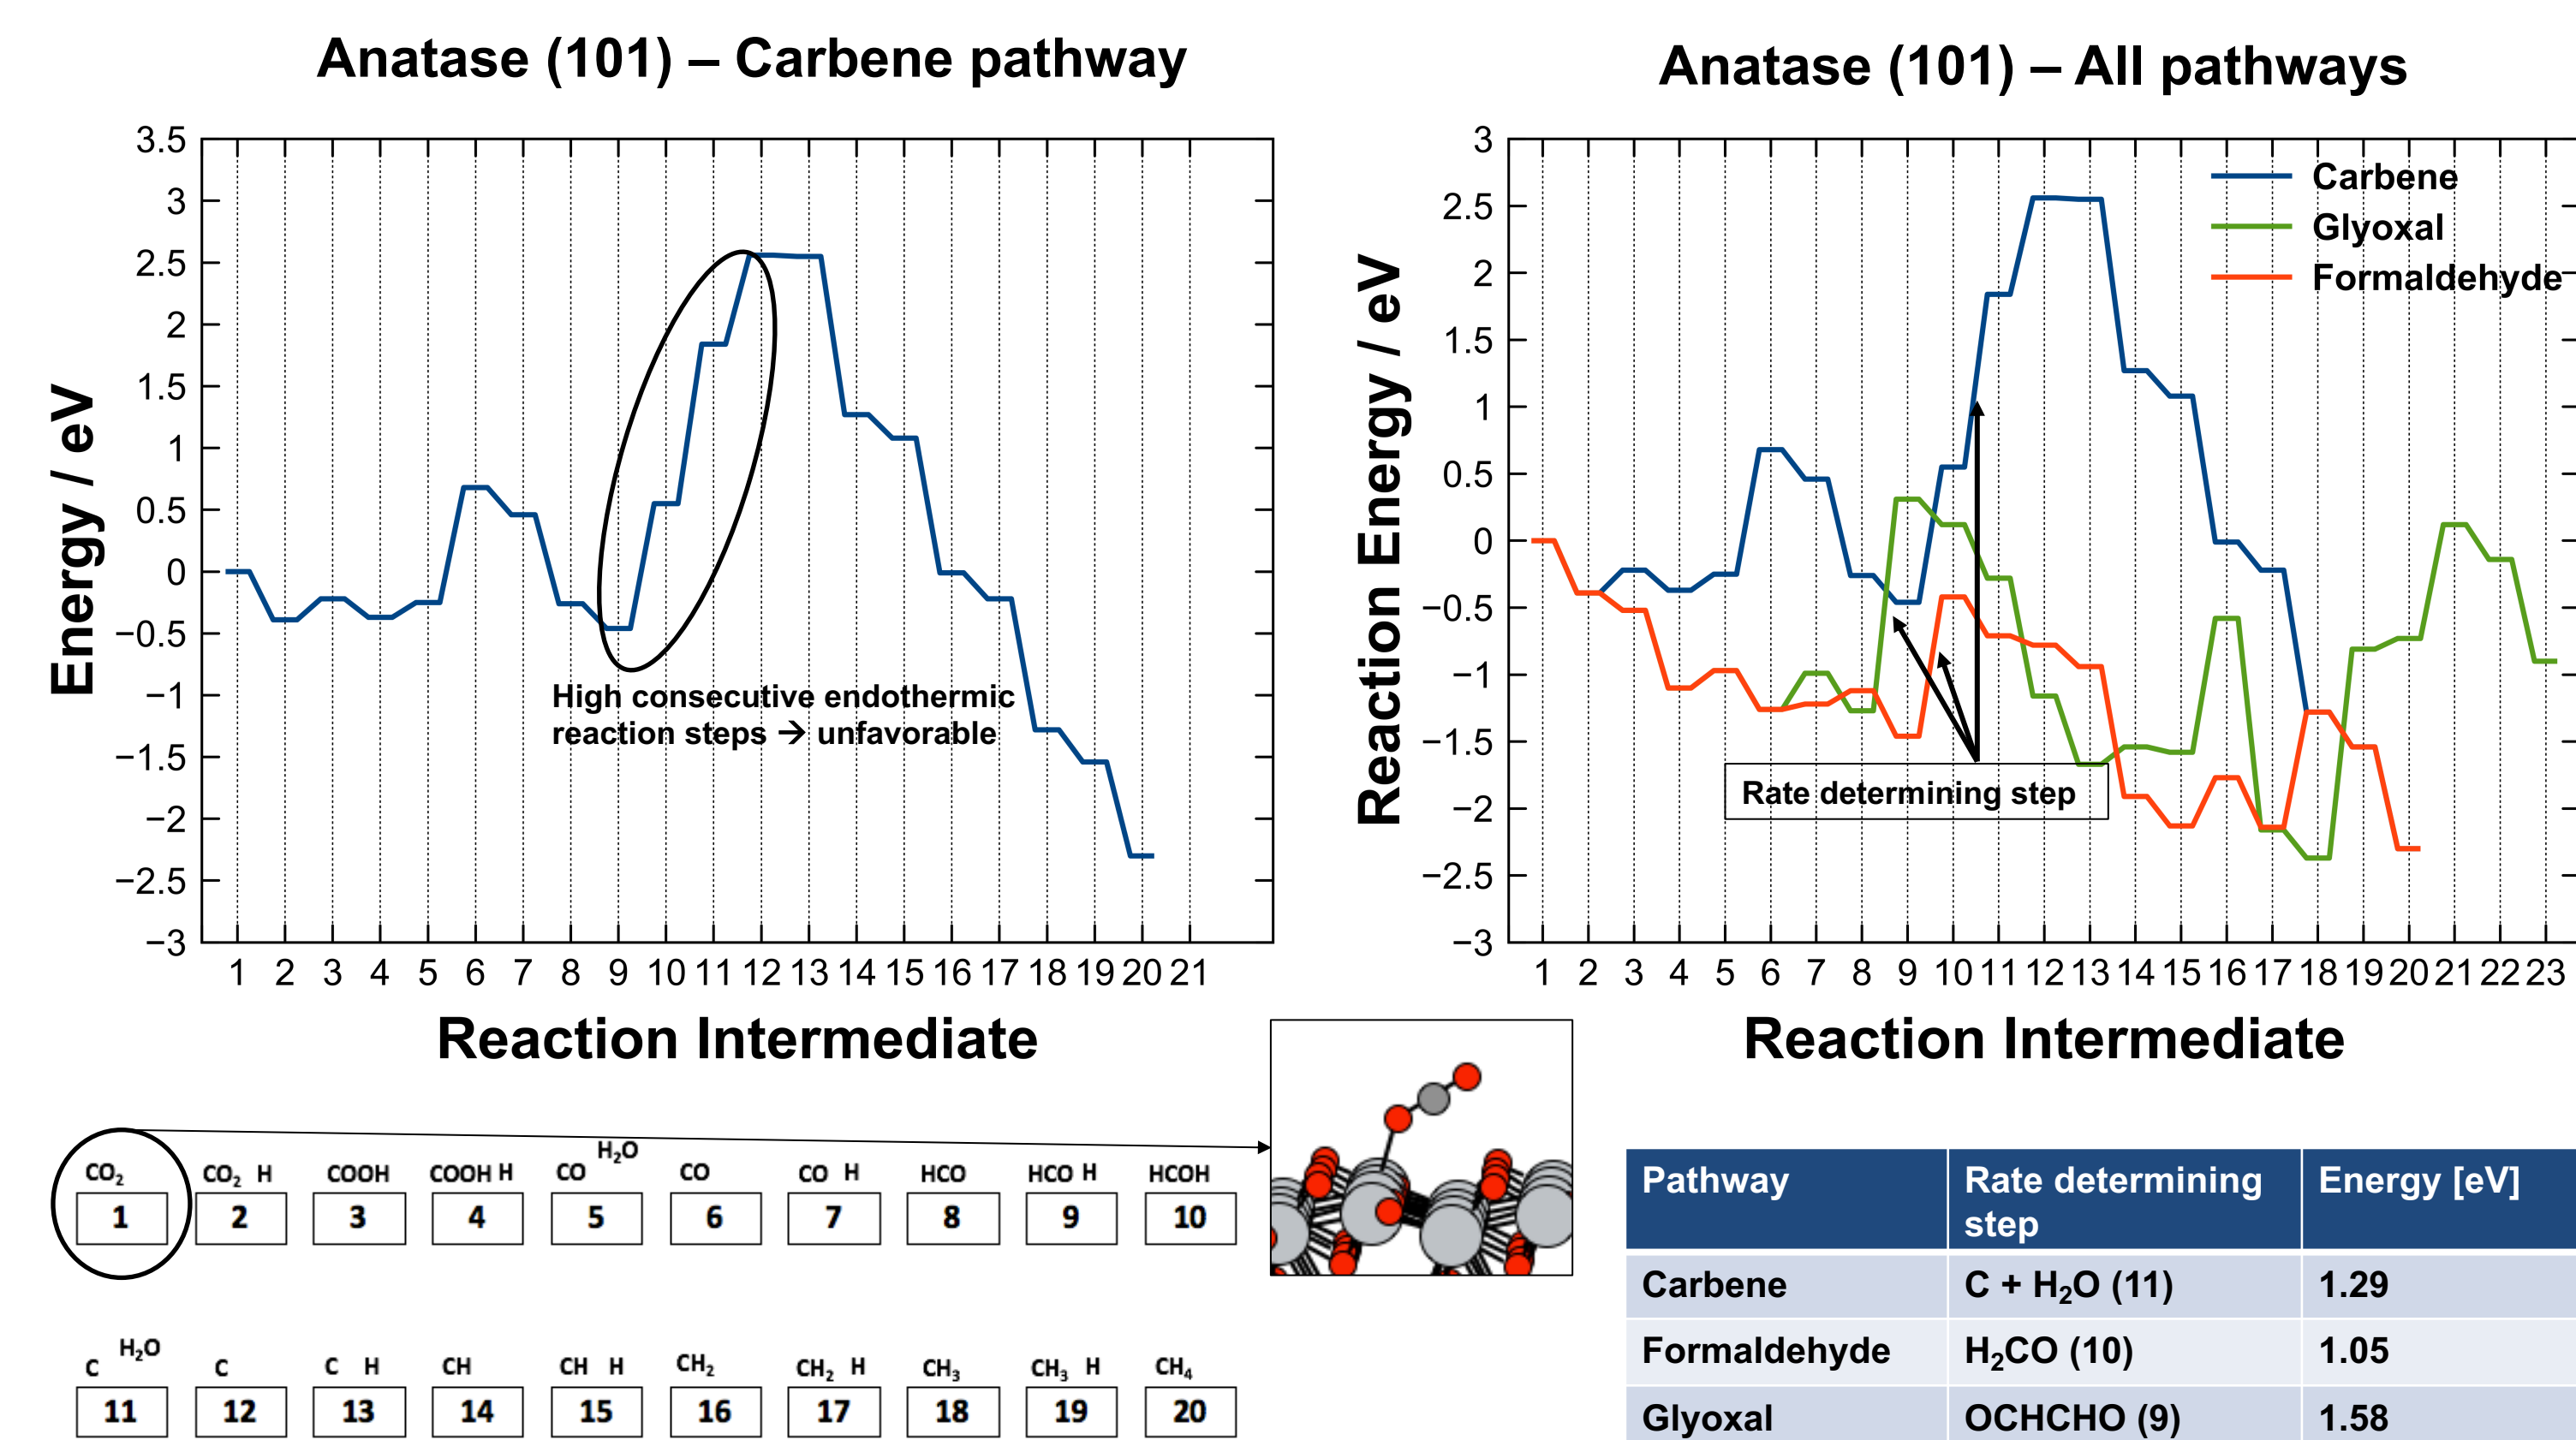 Anatase (101) – Carbene pathway
Energy / eV
3.5
3
2.5
2
1.5
1
0.5
0
−0.5
−1
−1.5
−2
−2.5
−3
High consecutive endothermic
reaction steps → unfavorable
1 2 3 4 5 6 7 8 9 10 11 12 13 14 15 16 17 18 19 20 21
Reaction Intermediate
Anatase (101) – All pathways
Reaction Energy / eV
3
2.5
2
1.5
1
0.5
0
−0.5
−1
−1.5
−2
−2.5
−3
Carbene
Glyoxal
Formaldehyde
Rate determining step
1 2 3 4 5 6 7 8 9 10 11 12 13 14 15 16 17 18 19 20 21 22 23
Reaction Intermediate
CO₂ CO₂ H COOH COOH H CO H₂O CO CO H HCO HCO H HCOH
1 2 3 4 5 6 7 8 9 10
C H₂O C C H CH CH H CH₂ CH₂ H CH₃ CH₃ H CH₄
11 12 13 14 15 16 17 18 19 20
Pathway Rate determining step Energy [eV]
Carbene C + H₂O (11) 1.29
Formaldehyde H₂CO (10) 1.05
Glyoxal OCHCHO (9) 1.58